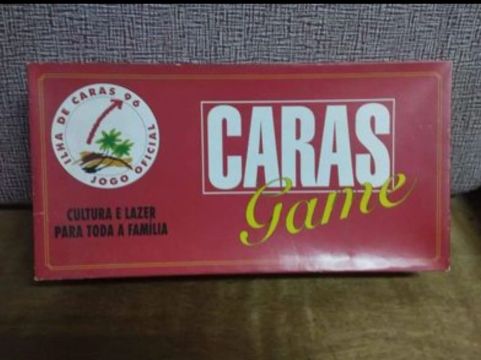 ILHA DE CARAS 96
JOGO OFICIAL
CULTURA E LAZER
PARA TODA A FAMÍLIA
CARAS
Game